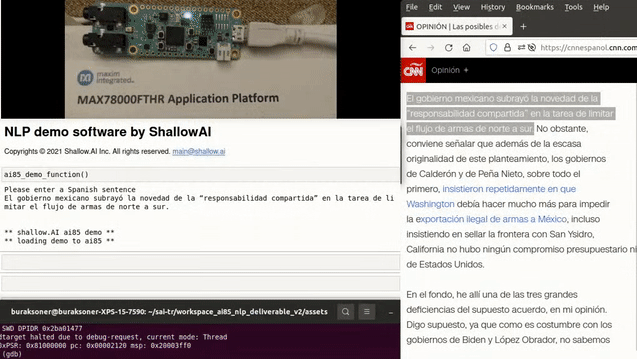 maxim integrated™
MAX78000FTHR Application Platform
NLP demo software by ShallowAI
Copyrights © 2021 Shallow.AI Inc. All rights reserved. main@shallow.ai
ai85_demo_function()
Please enter a Spanish sentence
El gobierno mexicano subrayó la novedad de la “responsabilidad compartida” en la tarea de li
mitar el flujo de armas de norte a sur.
** shallow.AI ai85 demo **
** loading demo to ai85 **
buraksoner@buraksoner-XPS-15-7590: ~/sai-tr/workspace_ai85_nlp_deliverable_v2/assets
SWD DPIDR 0x2ba01477
target halted due to debug-request, current mode: Thread
xPSR: 0x81000000 pc: 0x00002120 msp: 0x20003ff0
(gdb)
File Edit View History Bookmarks Tools Help
OPINIÓN | Las posibles d
https://cnnespanol.cnn.com
CNN
Opinión +
El gobierno mexicano subrayó la novedad de la
“responsabilidad compartida” en la tarea de limitar
el flujo de armas de norte a sur. No obstante,
conviene señalar que además de la escasa
originalidad de este planteamiento, los gobiernos
de Calderón y de Peña Nieto, sobre todo el
primero, insistieron repetidamente en que
Washington debía hacer mucho más para impedir
la exportación ilegal de armas a México, incluso
insistiendo en sellar la frontera con San Ysidro,
California no hubo ningún compromiso presupuestario ni
de Estados Unidos.
En el fondo, he allí una de las tres grandes
deficiencias del supuesto acuerdo, en mi opinión.
Digo supuesto, ya que como es costumbre con los
gobiernos de Biden y López Obrador, no sabemos